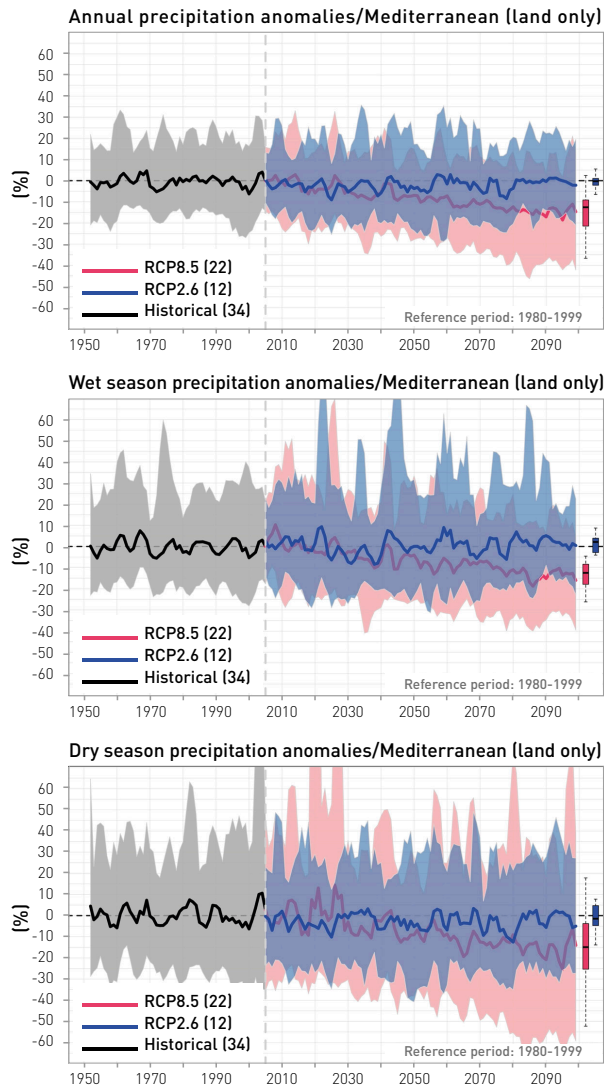 Annual precipitation anomalies/Mediterranean (land only)
60
50
40
30
20
10
0
-10
-20
-30
-40
-50
-60
(%)
RCP8.5 (22)
RCP2.6 (12)
Historical (34)
Reference period: 1980-1999
1950 1970 1990 2010 2030 2050 2070 2090
Wet season precipitation anomalies/Mediterranean (land only)
60
50
40
30
20
10
0
-10
-20
-30
-40
-50
-60
(%)
RCP8.5 (22)
RCP2.6 (12)
Historical (34)
Reference period: 1980-1999
1950 1970 1990 2010 2030 2050 2070 2090
Dry season precipitation anomalies/Mediterranean (land only)
60
50
40
30
20
10
0
-10
-20
-30
-40
-50
-60
(%)
RCP8.5 (22)
RCP2.6 (12)
Historical (34)
Reference period: 1980-1999
1950 1970 1990 2010 2030 2050 2070 2090